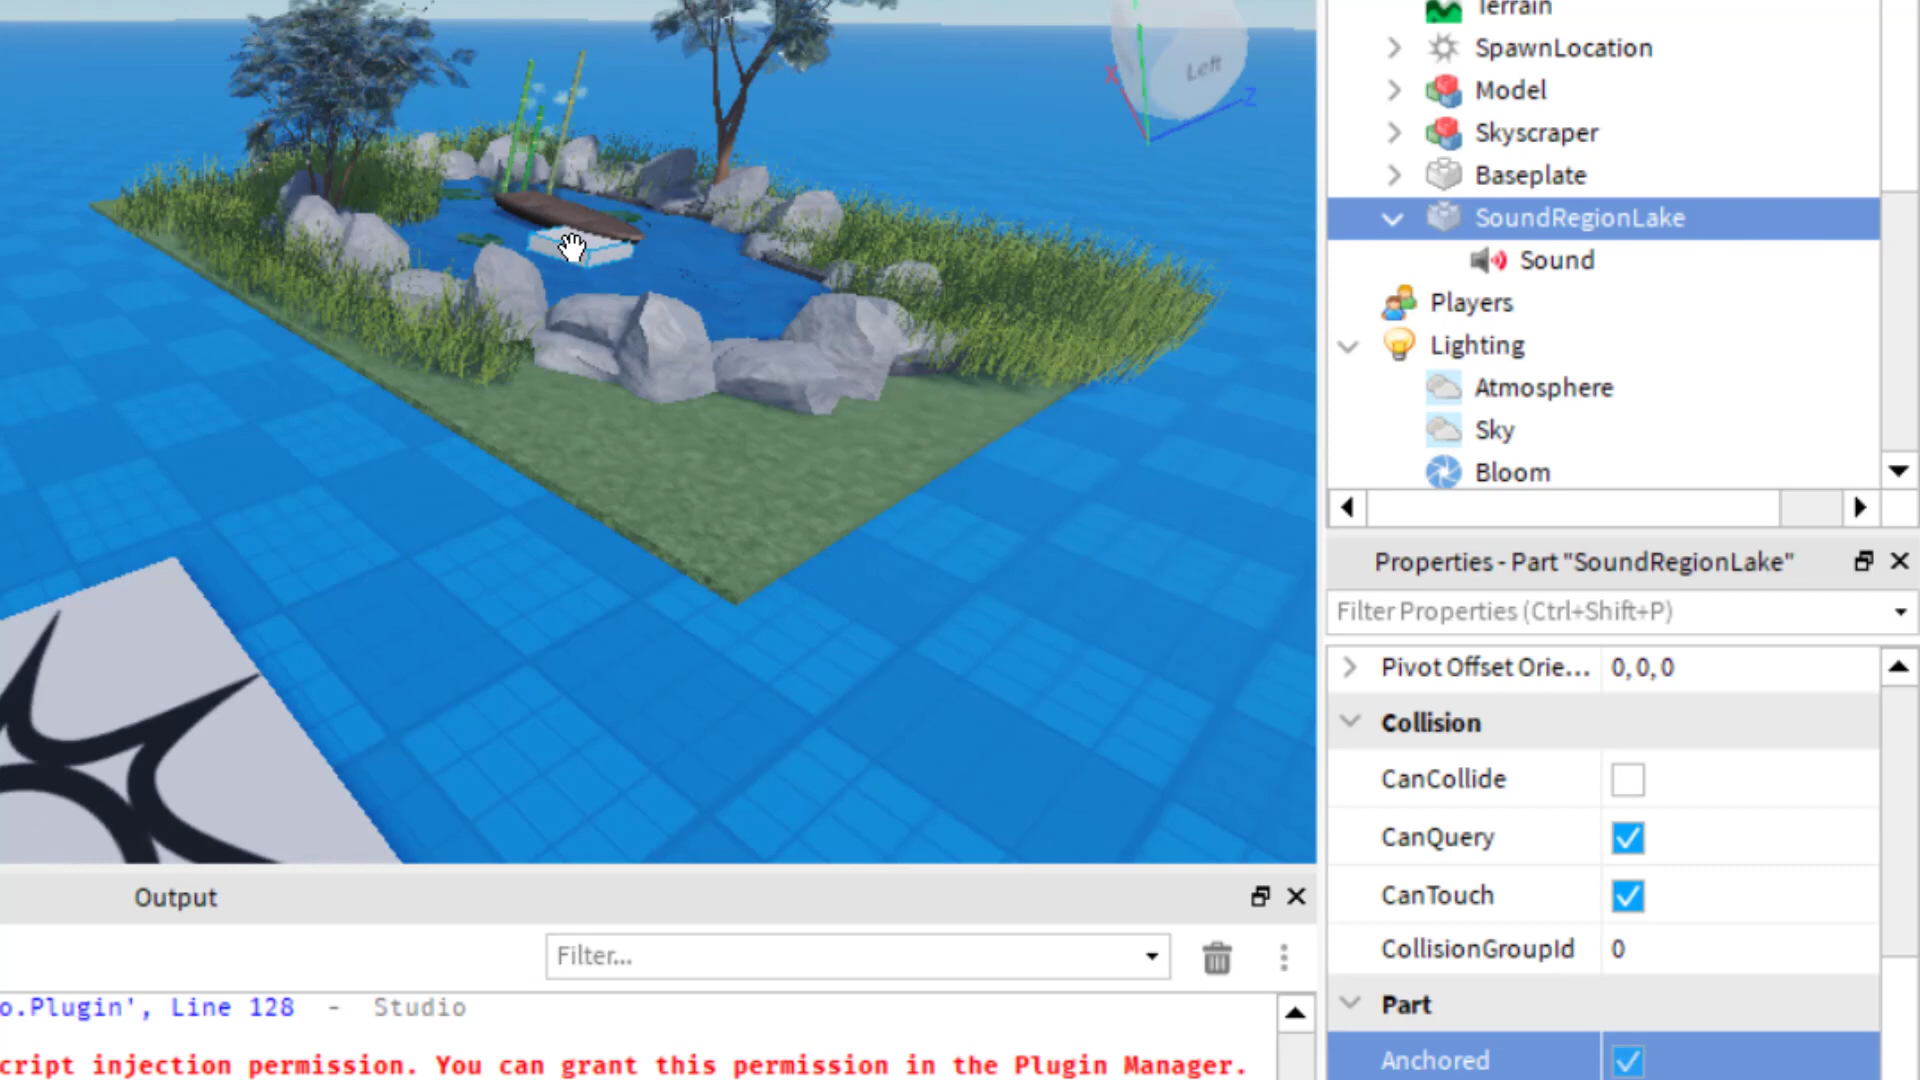 Left
X
Z
Terrain
SpawnLocation
Model
Skyscraper
Baseplate
SoundRegionLake
Sound
Players
Lighting
Atmosphere
Sky
Bloom
Properties - Part "SoundRegionLake"
Filter Properties (Ctrl+Shift+P)
Pivot Offset Orie... 0, 0, 0
Collision
CanCollide
CanQuery
CanTouch
CollisionGroupId 0
Part
Anchored
Output
Filter...
o.Plugin', Line 128 - Studio
cript injection permission. You can grant this permission in the Plugin Manager.